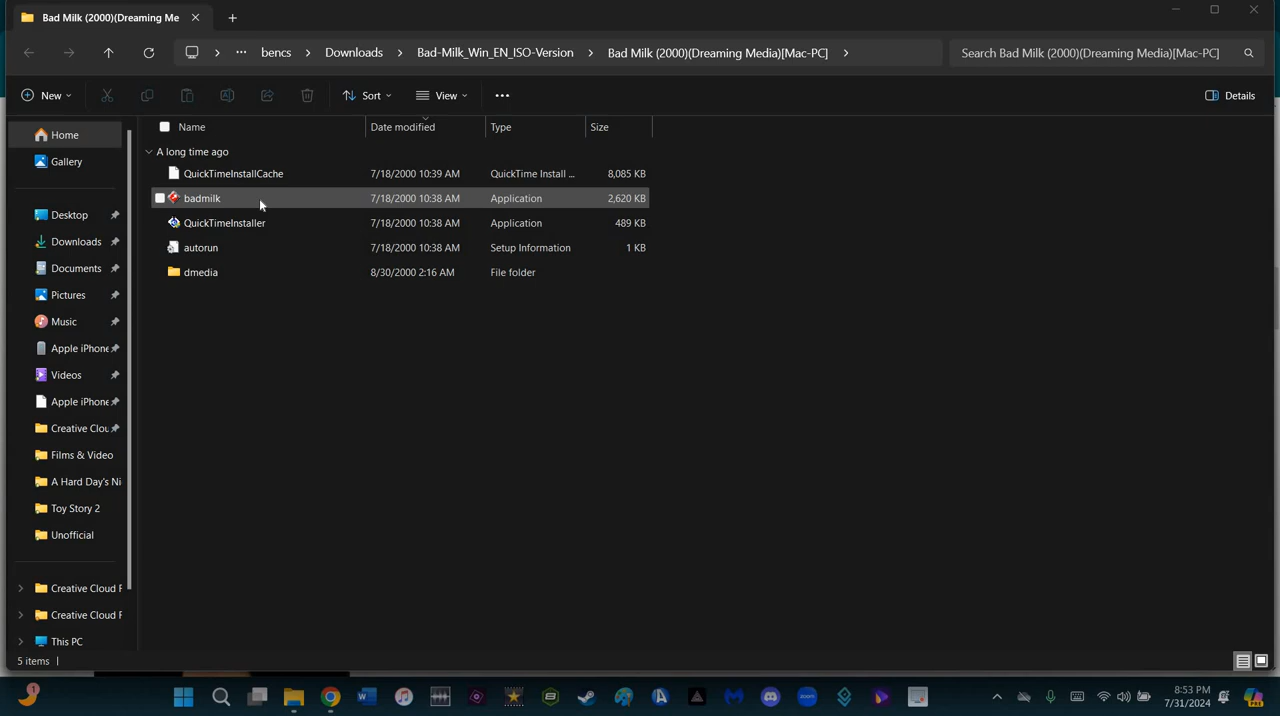 Bad Milk (2000)(Dreaming Me
bencs
Downloads
Bad-Milk_Win_EN_ISO-Version
Bad Milk (2000)(Dreaming Media)[Mac-PC]
Search Bad Milk (2000)(Dreaming Media)[Mac-PC]
New
Sort
View
Details
Name Date modified Type Size
A long time ago
QuickTimeInstallCache 7/18/2000 10:39 AM QuickTime Install ... 8,085 KB
badmilk 7/18/2000 10:38 AM Application 2,620 KB
QuickTimeInstaller 7/18/2000 10:38 AM Application 489 KB
autorun 7/18/2000 10:38 AM Setup Information 1 KB
dmedia 8/30/2000 2:16 AM File folder
Home
Gallery
Desktop
Downloads
Documents
Pictures
Music
Apple iPhone
Videos
Apple iPhone
Creative Clou
Films & Video
A Hard Day's Ni
Toy Story 2
Unofficial
Creative Cloud F
Creative Cloud F
This PC
5 items
1
zoom
8:53 PM
7/31/2024